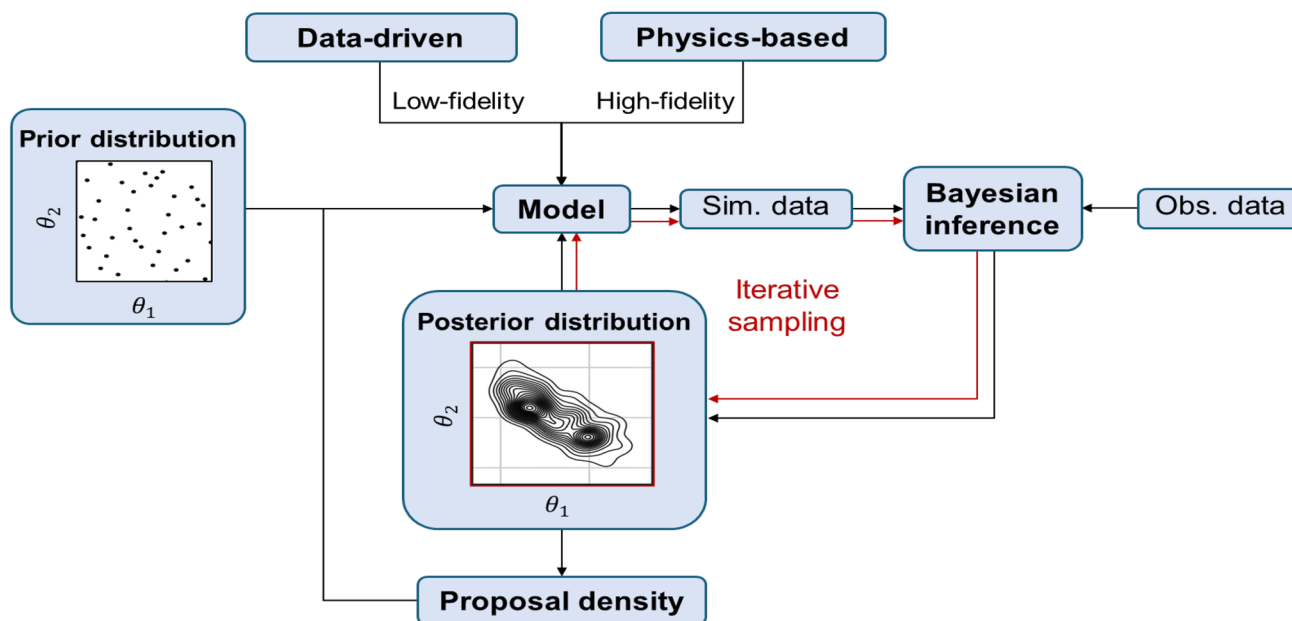 Data-driven
Physics-based
Low-fidelity
High-fidelity
Prior distribution
θ2
θ1
Model
Sim. data
Bayesian
inference
Obs. data
Iterative
sampling
Posterior distribution
θ2
θ1
Proposal density